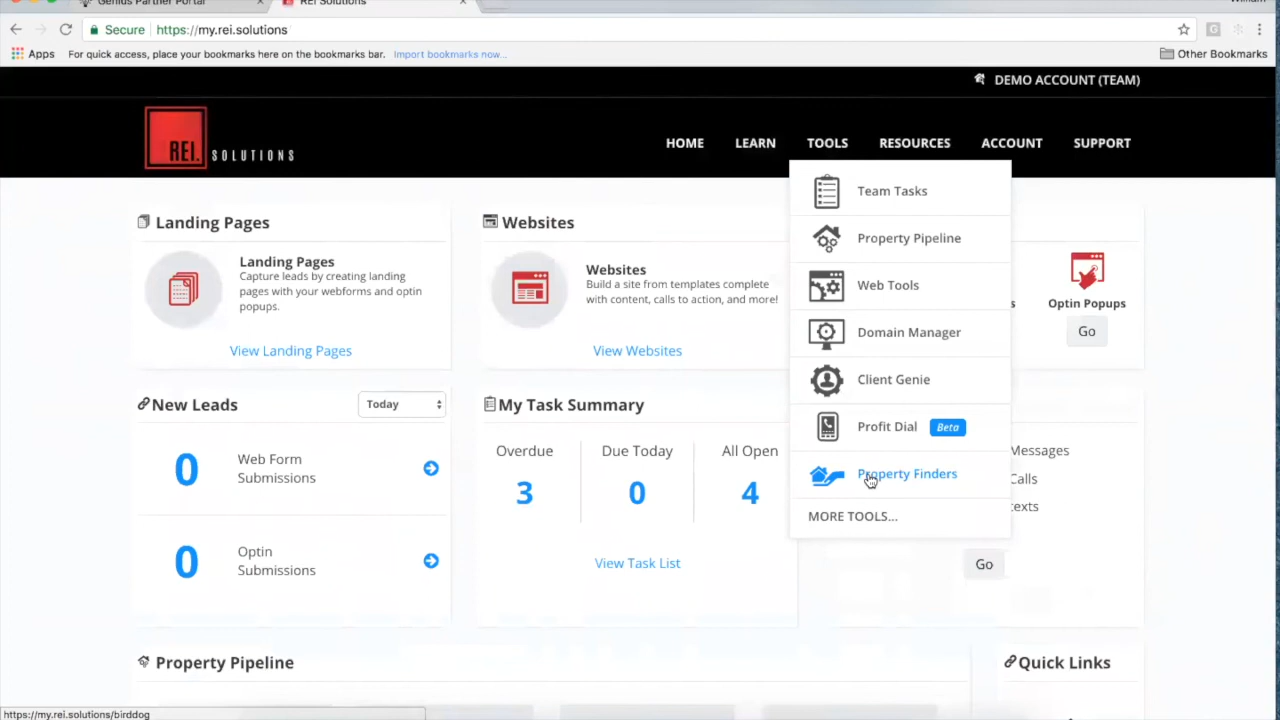 Genius Partner Portal
REI Solutions
Secure https://my.rei.solutions
Apps For quick access, place your bookmarks here on the bookmarks bar. Import bookmarks now...
Other Bookmarks
DEMO ACCOUNT (TEAM)
REI. SOLUTIONS
HOME LEARN TOOLS RESOURCES ACCOUNT SUPPORT
Team Tasks
Property Pipeline
Web Tools
Domain Manager
Client Genie
Profit Dial Beta
Property Finders
MORE TOOLS...
Landing Pages
Landing Pages
Capture leads by creating landing
pages with your webforms and optin
popups.
View Landing Pages
Websites
Websites
Build a site from templates complete
with content, calls to action, and more!
View Websites
Optin Popups
Go
New Leads
Today
0 Web Form
Submissions
0 Optin
Submissions
My Task Summary
Overdue Due Today All Open
3 0 4
View Task List
Messages
Calls
texts
Go
Property Pipeline
Quick Links
https://my.rei.solutions/birddog